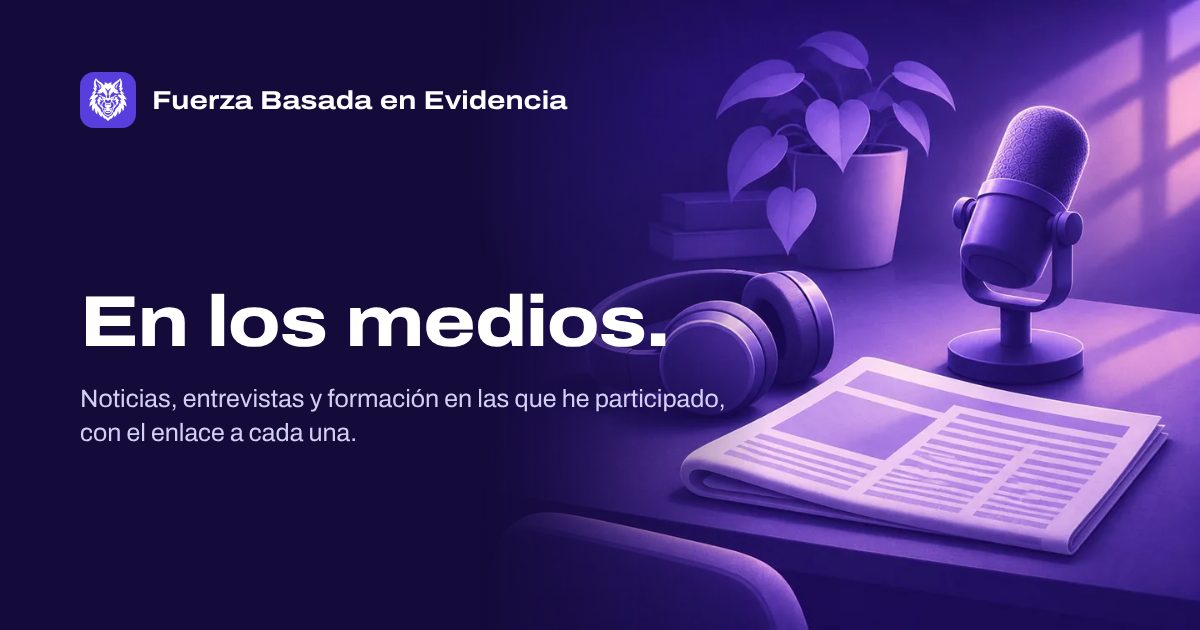 Fuerza Basada en Evidencia
En los medios.
Noticias, entrevistas y formación en las que he participado,
con el enlace a cada una.